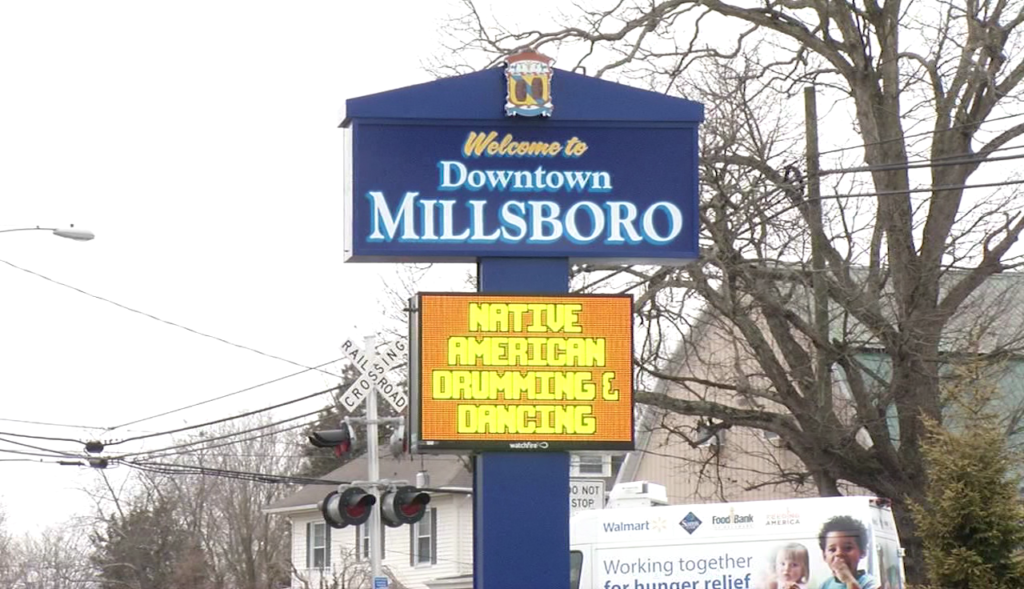 Welcome to
Downtown
MILLSBORO
NATIVE
AMERICAN
DRUMMING &
DANCING
watchfire
RAILROAD
CROSSING
DO NOT
STOP
Walmart
Food Bank
AMERICA
Working together
for hunger relief